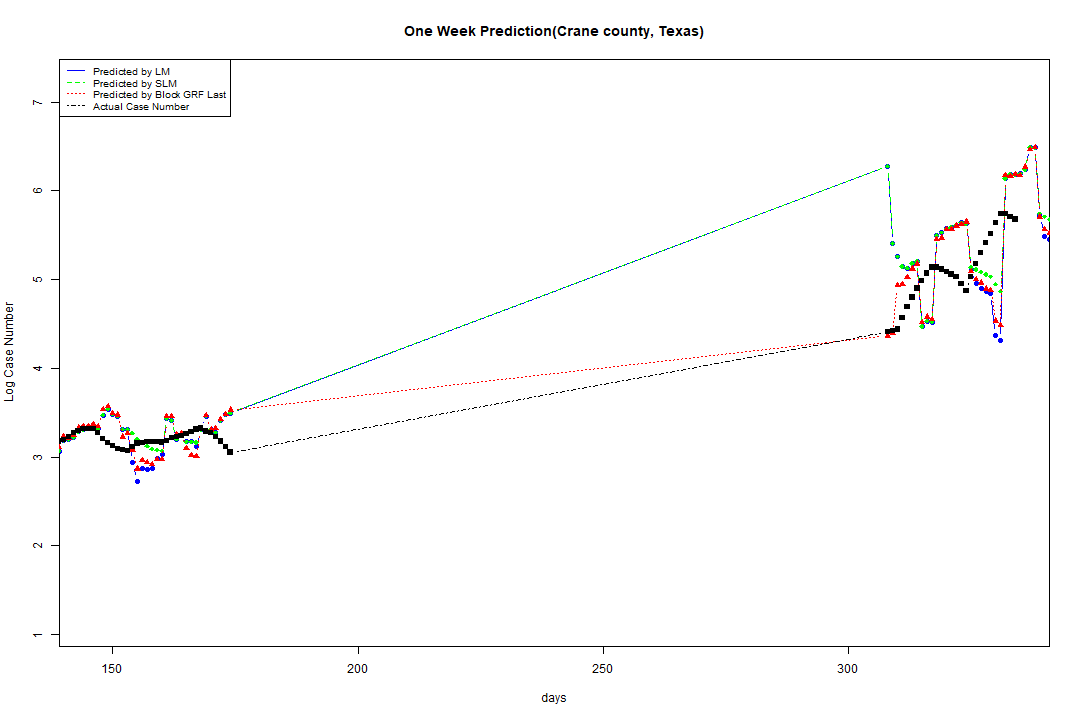 One Week Prediction(Crane county, Texas)
Predicted by LM
Predicted by SLM
Predicted by Block GRF Last
Actual Case Number
7
6
5
4
3
2
1
Log Case Number
150 200 250 300
days